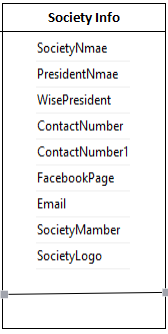 Society Info
SocietyNmae
PresidentNmae
WisePresident
ContactNumber
ContactNumber1
FacebookPage
Email
SocietyMamber
SocietyLogo